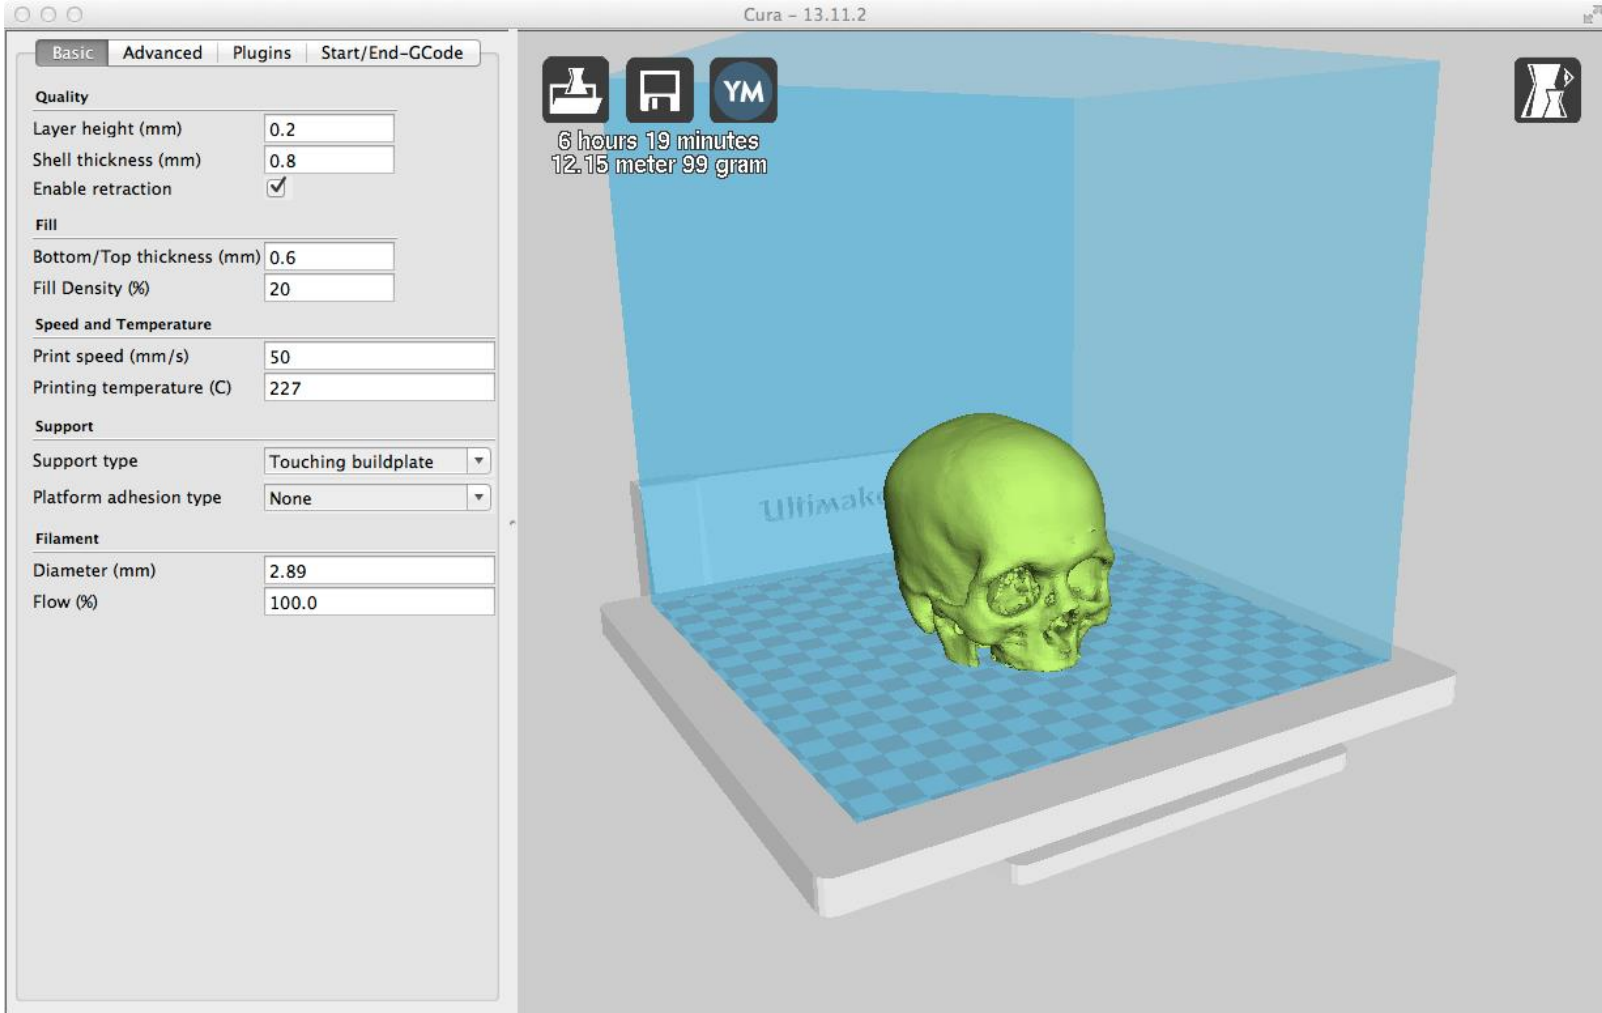 Cura – 13.11.2
Basic Advanced Plugins Start/End-GCode
Quality
Layer height (mm) 0.2
Shell thickness (mm) 0.8
Enable retraction
Fill
Bottom/Top thickness (mm) 0.6
Fill Density (%) 20
Speed and Temperature
Print speed (mm/s) 50
Printing temperature (C) 227
Support
Support type Touching buildplate
Platform adhesion type None
Filament
Diameter (mm) 2.89
Flow (%) 100.0
YM
6 hours 19 minutes
12.15 meter 99 gram